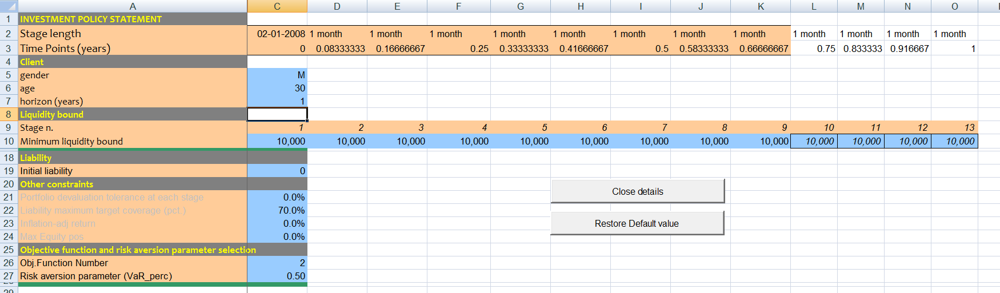 A C D E F G H I J K L M N O
1 INVESTMENT POLICY STATEMENT
2 Stage length 02-01-2008 1 month 1 month 1 month 1 month 1 month 1 month 1 month 1 month 1 month 1 month 1 month 1 month
3 Time Points (years) 0 0.08333333 0.16666667 0.25 0.33333333 0.41666667 0.5 0.58333333 0.66666667 0.75 0.833333 0.916667 1
4 Client
5 gender M
6 age 30
7 horizon (years) 1
8 Liquidity bound
9 Stage n. 1 2 3 4 5 6 7 8 9 10 11 12 13
10 Minimum liquidity bound 10,000 10,000 10,000 10,000 10,000 10,000 10,000 10,000 10,000 10,000 10,000 10,000 10,000
18 Liability
19 Initial liability 0
20 Other constraints
21 Portfolio devaluation tolerance at each stage 0.0%
22 Liability maximum target coverage (pct.) 70.0%
23 Inflation-adj return 0.0%
24 Max Equity pos 0.0%
Close details
Restore Default value
25 Objective function and risk aversion parameter selection
26 Obj.Function Number 2
27 Risk aversion parameter (VaR_perc) 0.50